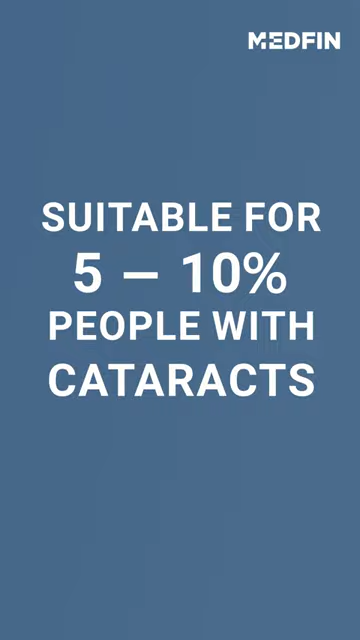 MEDFIN
SUITABLE FOR
5 — 10%
PEOPLE WITH
CATARACTS